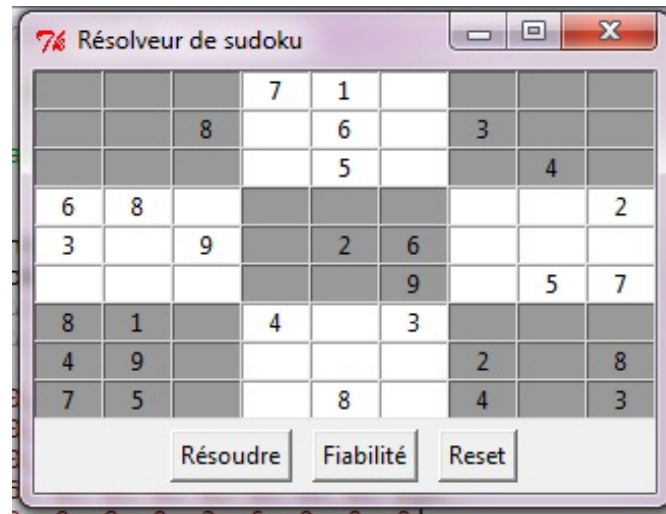 Résolveur de sudoku
7 1
8 6 3
5 4
6 8 2
3 9 2 6
9 5 7
8 1 4 3
4 9 2 8
7 5 8 4 3
Résoudre Fiabilité Reset